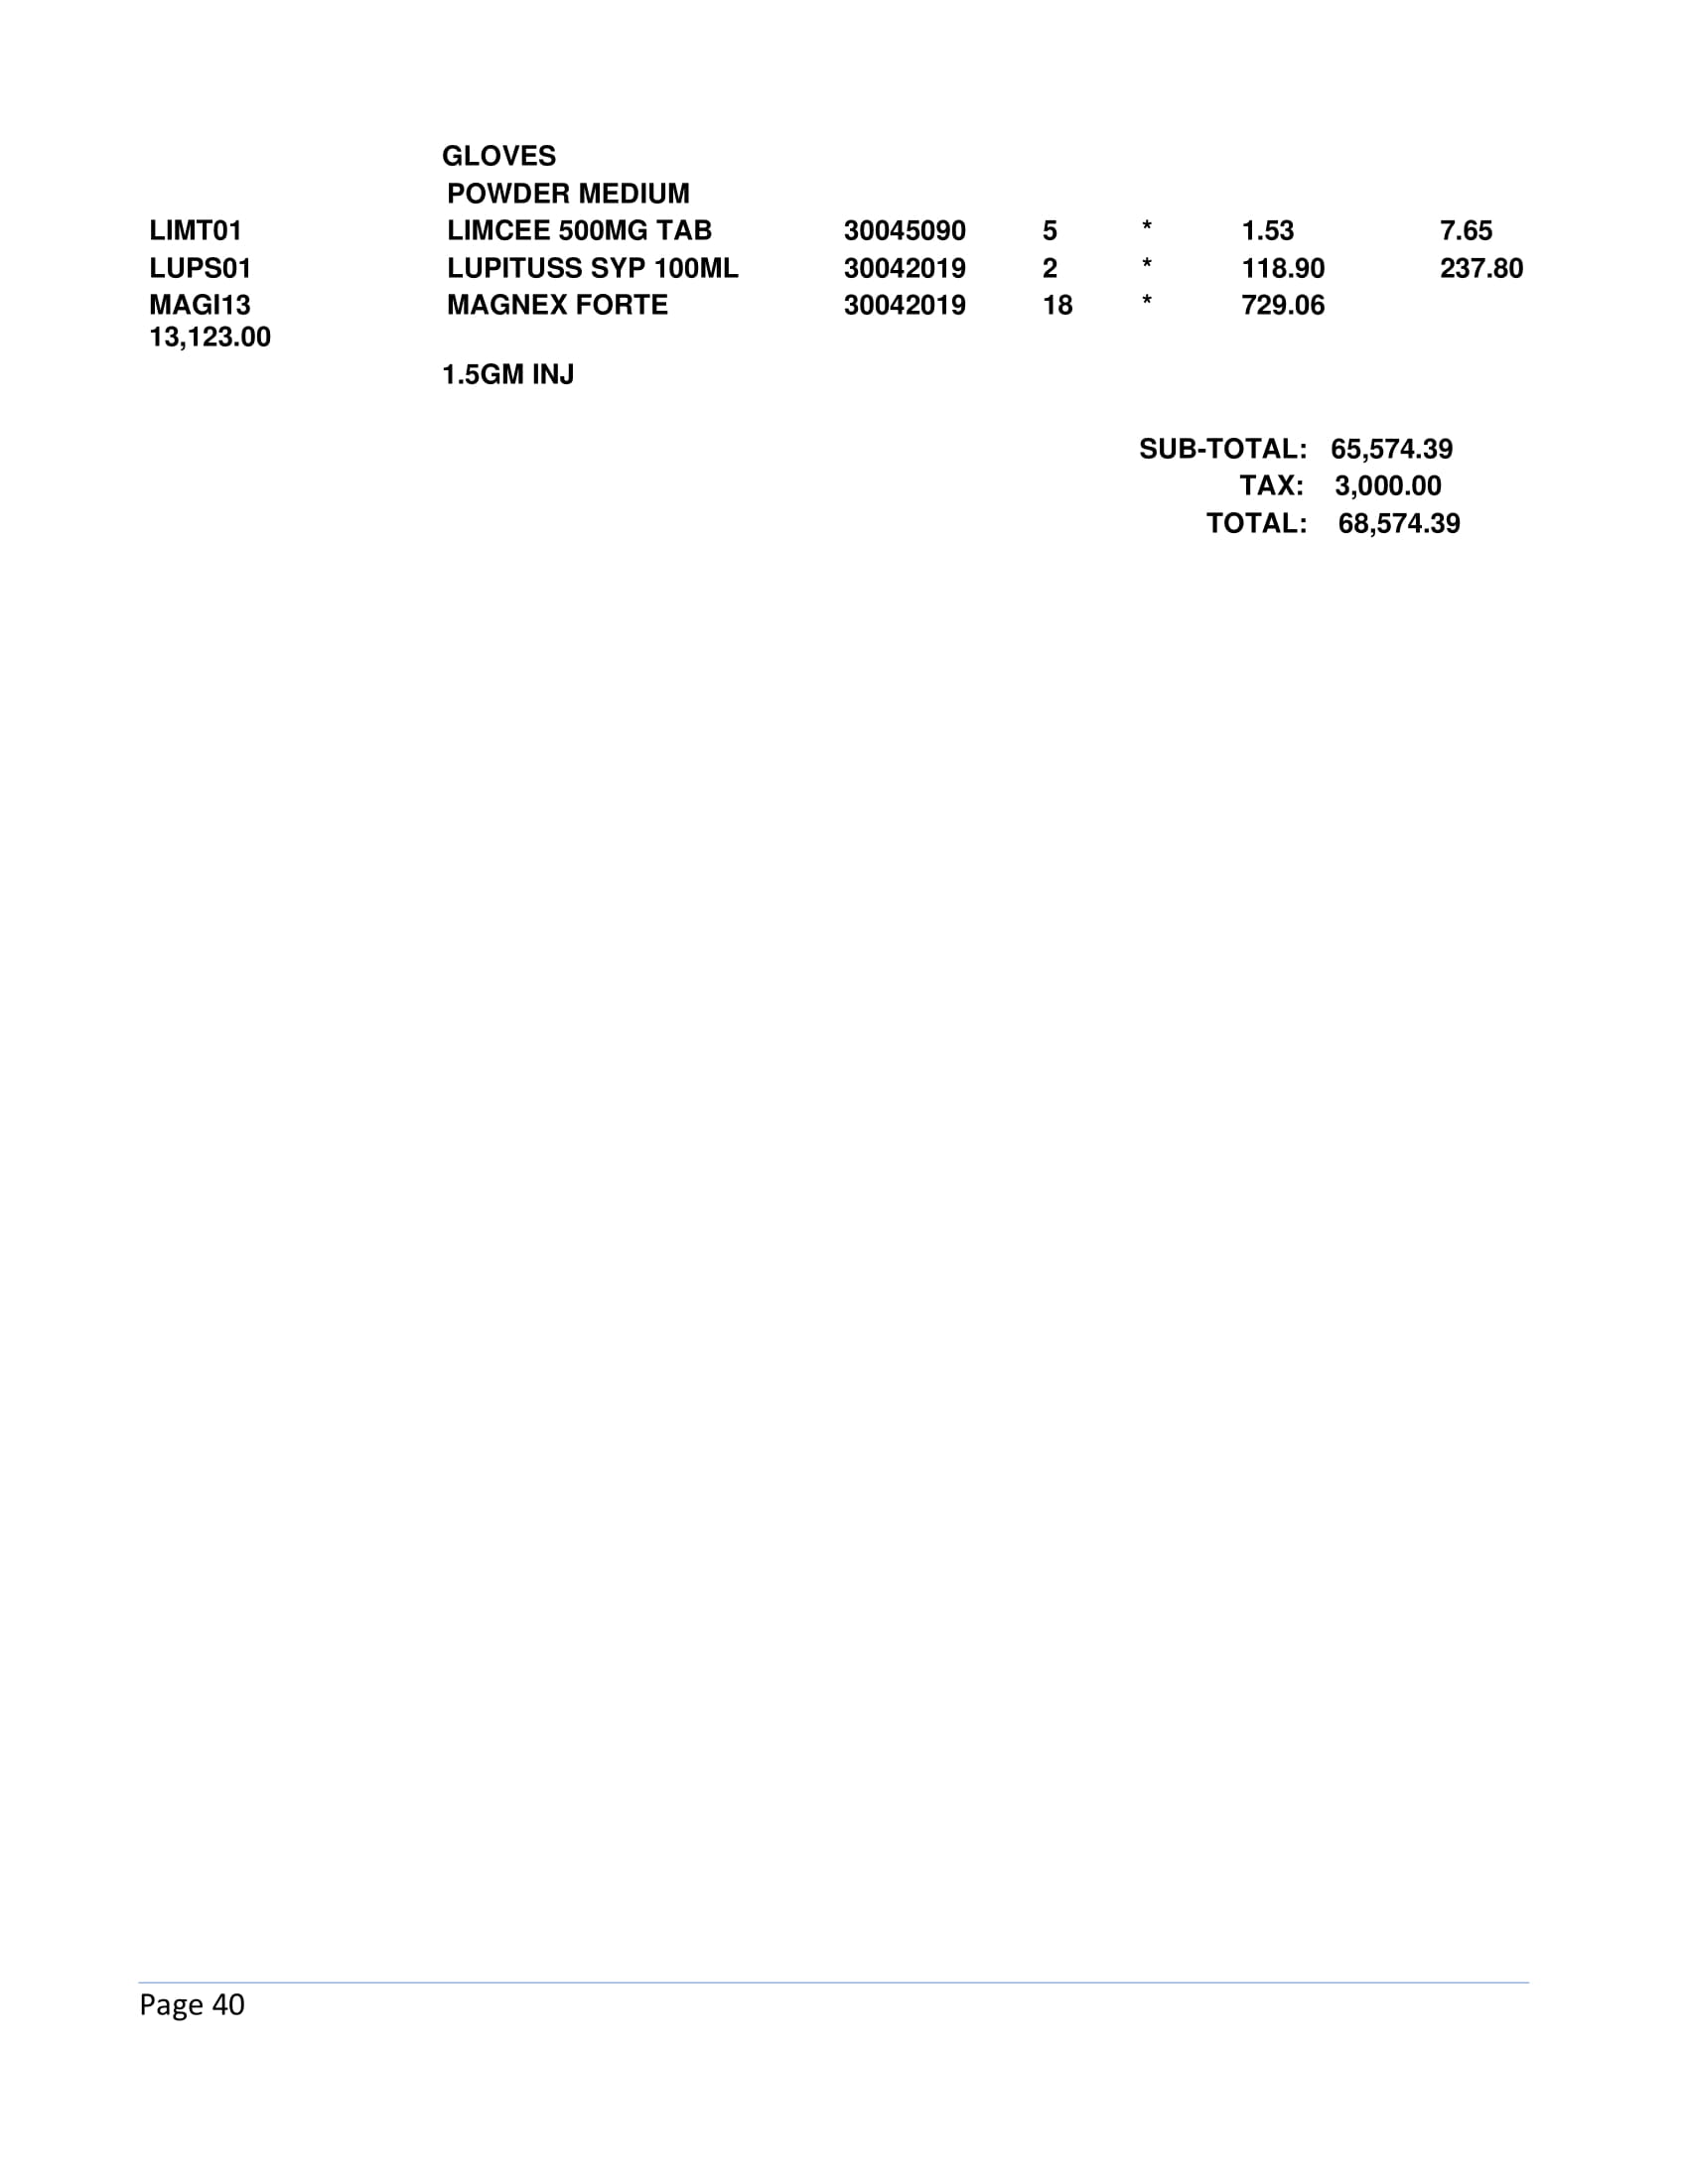 GLOVES
POWDER MEDIUM
LIMT01 LIMCEE 500MG TAB 30045090 5 * 1.53 7.65
LUPS01 LUPITUSS SYP 100ML 30042019 2 * 118.90 237.80
MAGI13 MAGNEX FORTE 30042019 18 * 729.06
13,123.00
1.5GM INJ
SUB-TOTAL: 65,574.39
TAX: 3,000.00
TOTAL: 68,574.39
Page 40